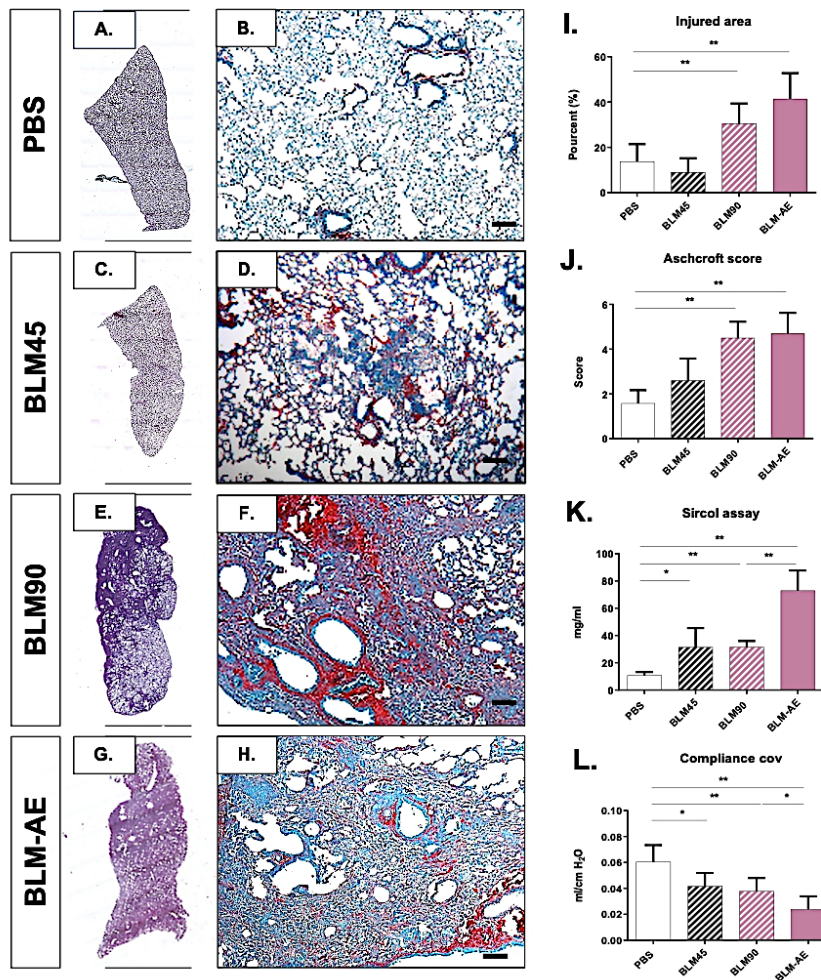 PBS
A.
B.
BLM45
C.
D.
BLM90
E.
F.
BLM-AE
G.
H.
I.
Injured area
**
**
Pourcent (%)
60
40
20
0
PBS
BLM45
BLM90
BLM-AE
J.
Aschcroft score
**
**
Score
6
4
2
0
PBS
BLM45
BLM90
BLM-AE
K.
Sircol assay
**
** **
*
mg/ml
100
80
60
40
20
0
PBS
BLM45
BLM90
BLM-AE
L.
Compliance cov
**
** *
*
ml/cm H₂O
0.10
0.08
0.06
0.04
0.02
0.00
PBS
BLM45
BLM90
BLM-AE